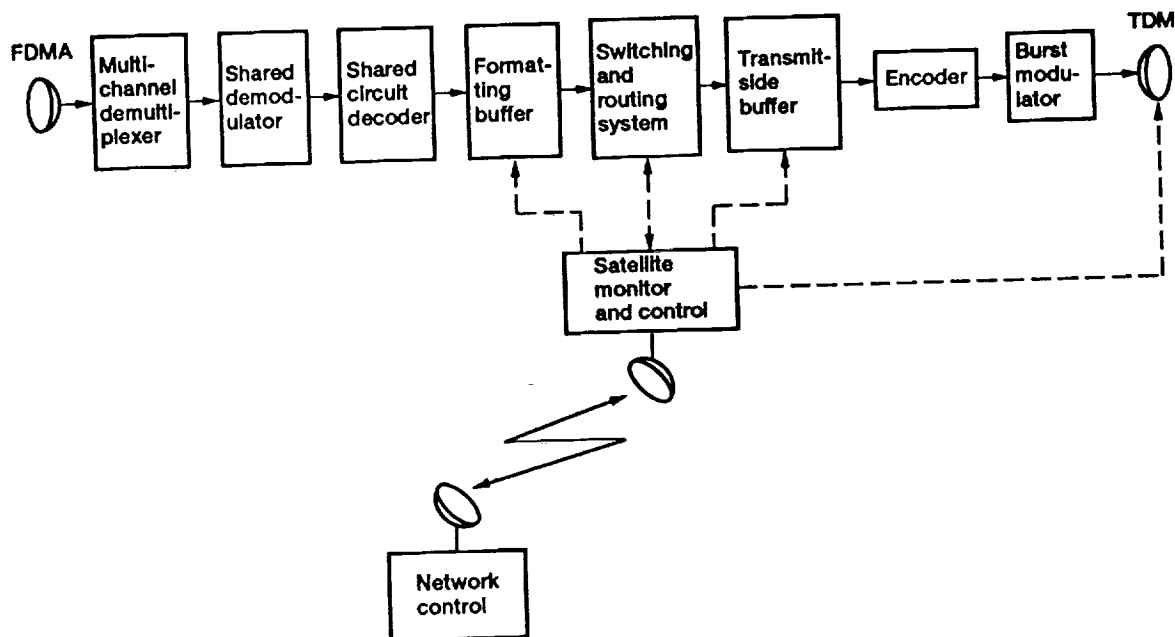 FDMA
Multi-
channel
demulti-
plexer
Shared
demod-
ulator
Shared
circuit
decoder
Format-
ting
buffer
Switching
and
routing
system
Transmit-
side
buffer
Encoder
Burst
modu-
lator
TDM
Satellite
monitor
and control
Network
control